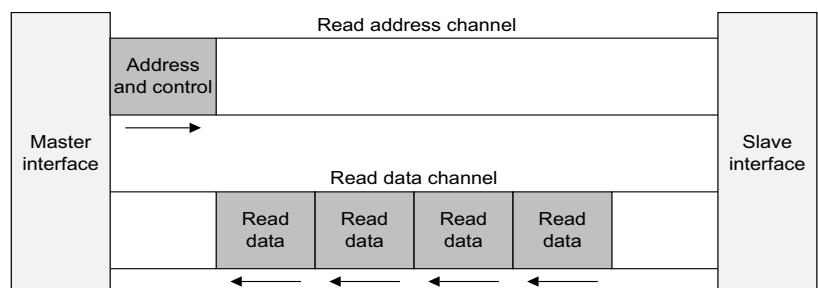 Read address channel
Address
and control
Master
interface
Slave
interface
Read data channel
Read
data
Read
data
Read
data
Read
data